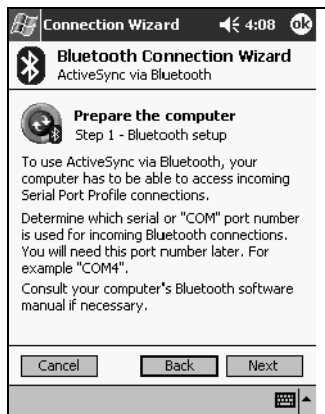 Connection Wizard 4:08 ok
Bluetooth Connection Wizard
ActiveSync via Bluetooth
Prepare the computer
Step 1 - Bluetooth setup
To use ActiveSync via Bluetooth, your
computer has to be able to access incoming
Serial Port Profile connections.
Determine which serial or "COM" port number
is used for incoming Bluetooth connections.
You will need this port number later. For
example "COM4".
Consult your computer's Bluetooth software
manual if necessary.
Cancel Back Next